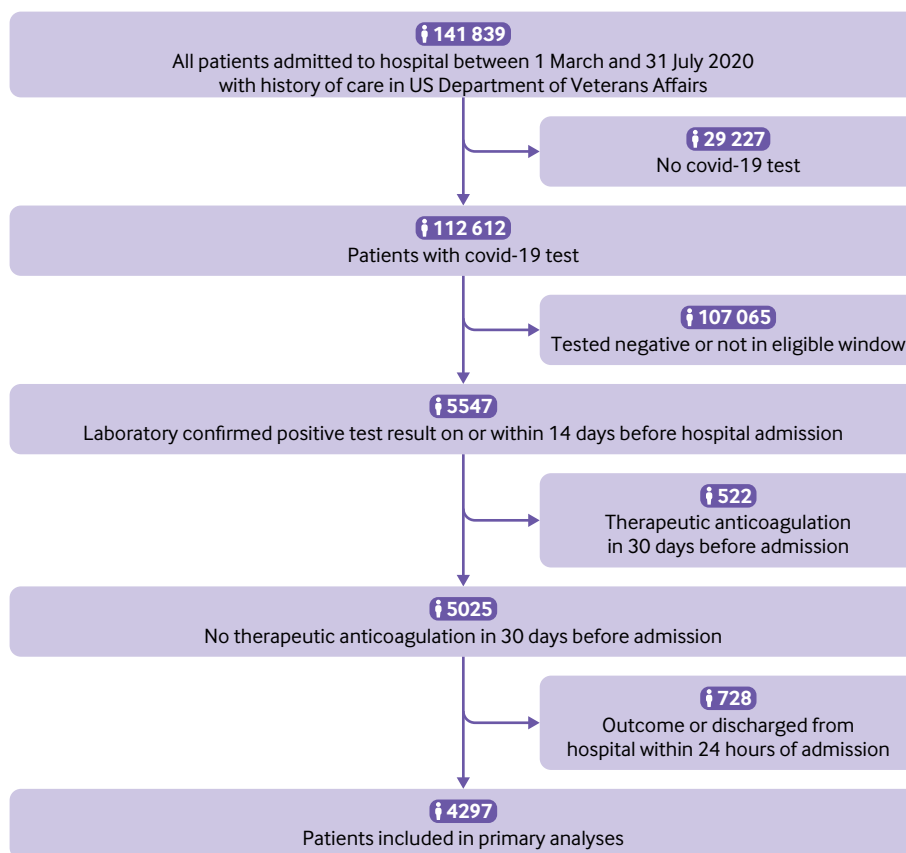 141 839
All patients admitted to hospital between 1 March and 31 July 2020
with history of care in US Department of Veterans Affairs
29 227
No covid-19 test
112 612
Patients with covid-19 test
107 065
Tested negative or not in eligible window
5547
Laboratory confirmed positive test result on or within 14 days before hospital admission
522
Therapeutic anticoagulation
in 30 days before admission
5025
No therapeutic anticoagulation in 30 days before admission
728
Outcome or discharged from
hospital within 24 hours of admission
4297
Patients included in primary analyses